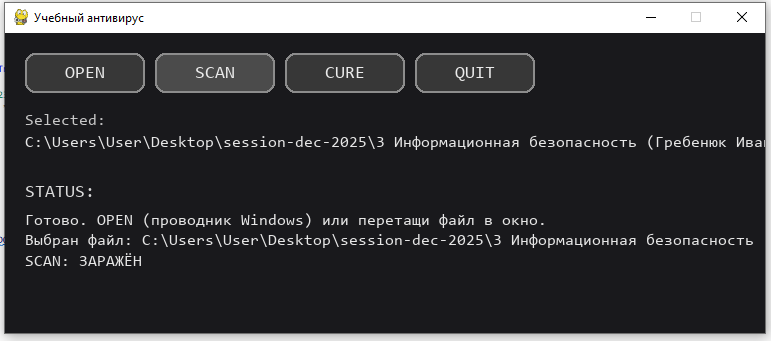 Учебный антивирус
OPEN SCAN CURE QUIT
Selected:
C:\Users\User\Desktop\session-dec-2025\3 Информационная безопасность (Гребенюк Иван
STATUS:
Готово. OPEN (проводник Windows) или перетащи файл в окно.
Выбран файл: C:\Users\User\Desktop\session-dec-2025\3 Информационная безопасность
SCAN: ЗАРАЖЁН